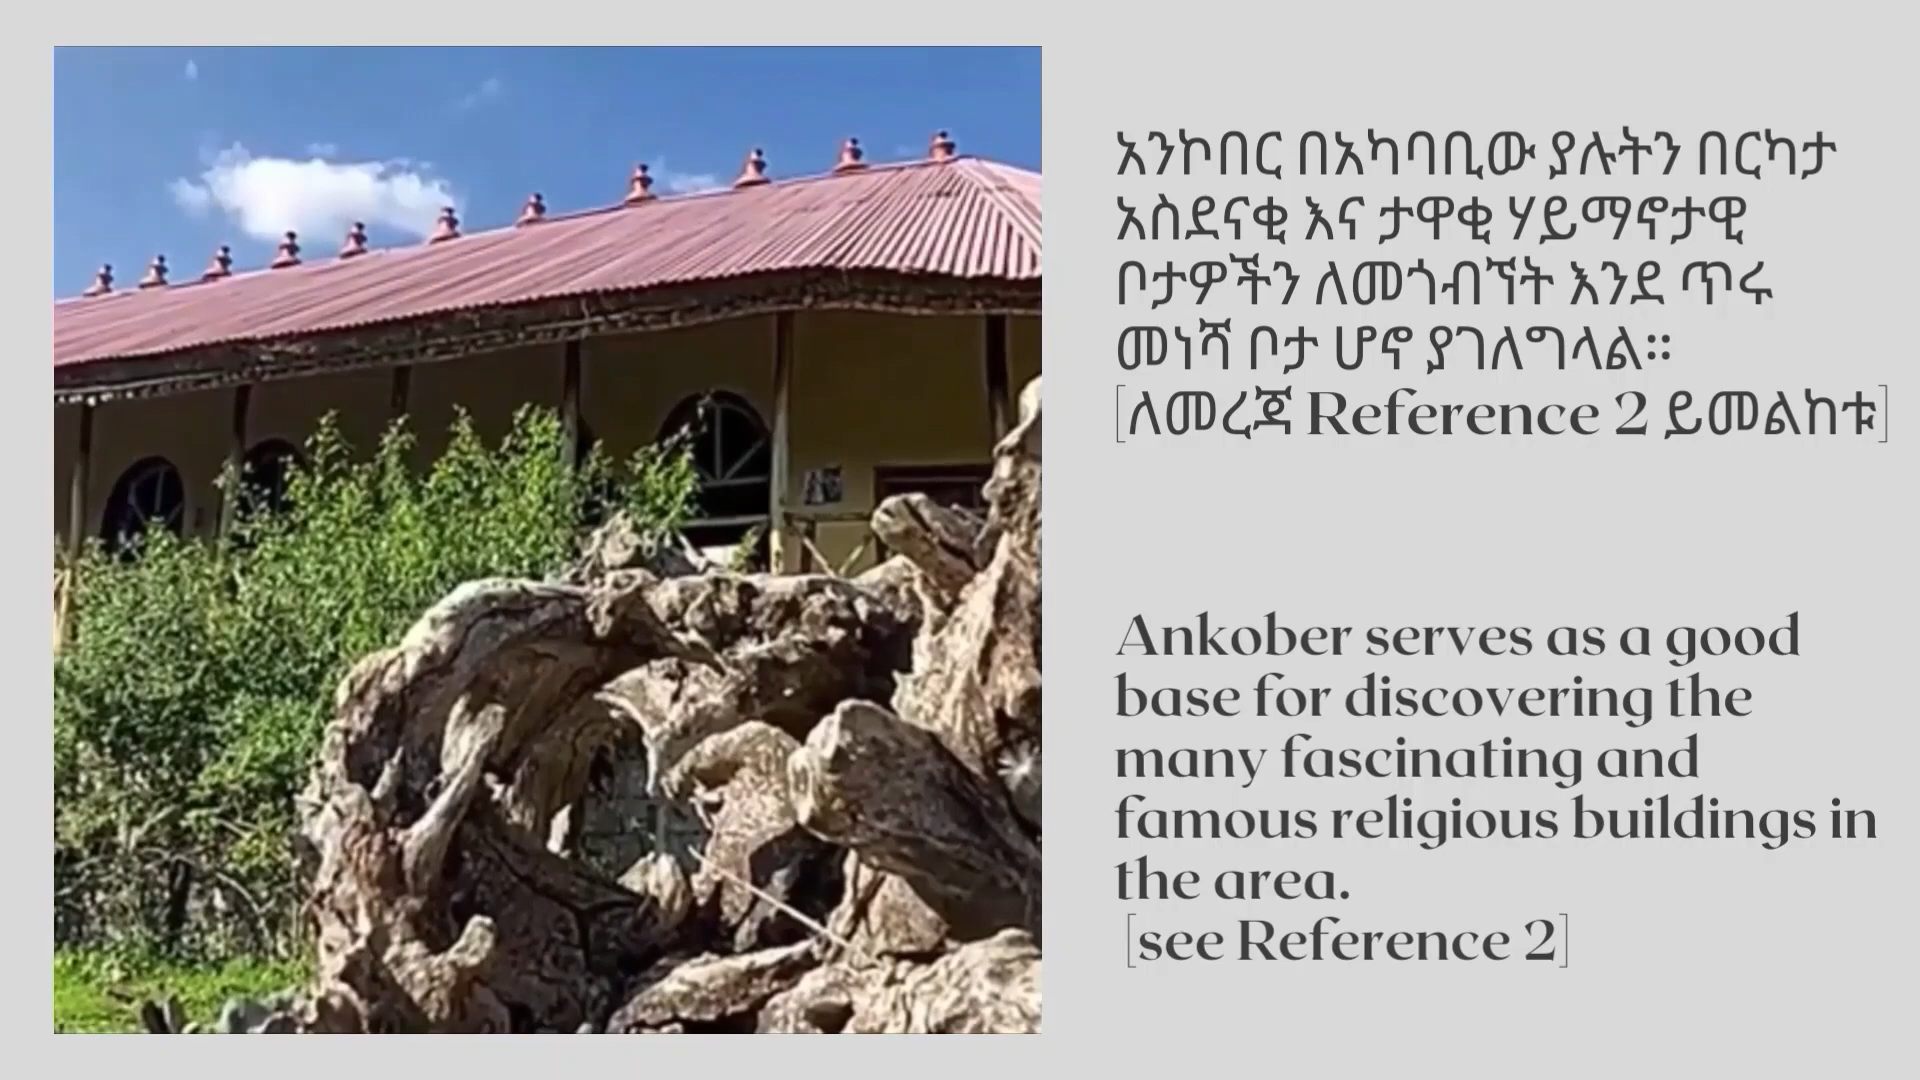 አንኮበር በአካባቢው ያሉትን በርካታ
አስደናቂ እና ታዋቂ ሃይማኖታዊ
ቦታዎችን ለመጎብኘት እንደ ጥሩ
መነሻ ቦታ ሆኖ ያገለግላል።
[ለመረጃ Reference 2 ይመልከቱ]
Ankober serves as a good
base for discovering the
many fascinating and
famous religious buildings in
the area.
[see Reference 2]